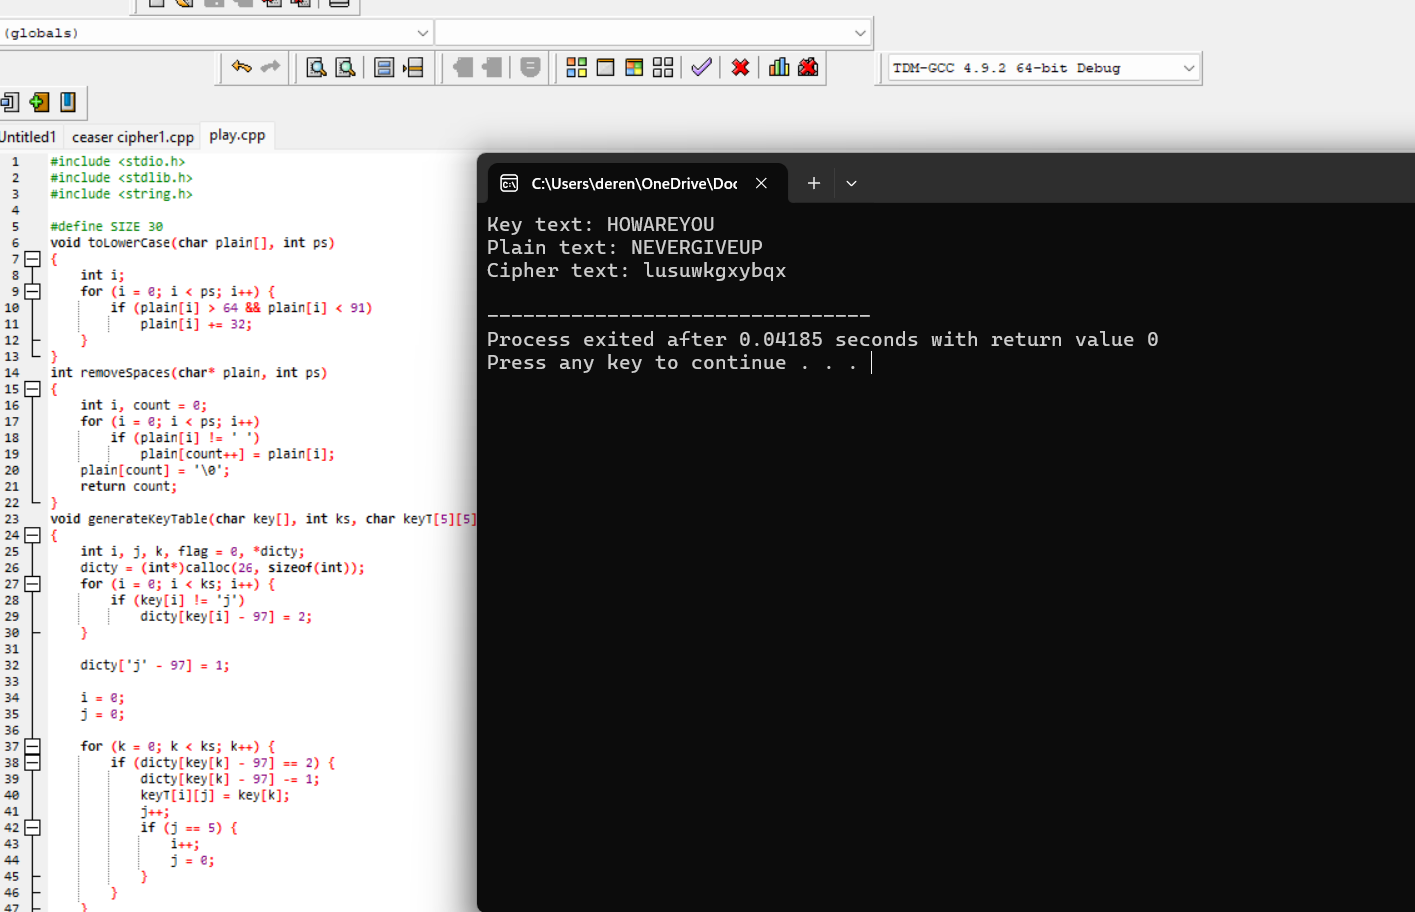 (globals)
TDM-GCC 4.9.2 64-bit Debug
Untitled1 ceaser cipher1.cpp play.cpp
1 #include <stdio.h>
2 #include <stdlib.h>
3 #include <string.h>
4
5 #define SIZE 30
6 void toLowerCase(char plain[], int ps)
7 {
8 int i;
9 for (i = 0; i < ps; i++) {
10 if (plain[i] > 64 && plain[i] < 91)
11 plain[i] += 32;
12 }
13 }
14 int removeSpaces(char* plain, int ps)
15 {
16 int i, count = 0;
17 for (i = 0; i < ps; i++)
18 if (plain[i] != ' ')
19 plain[count++] = plain[i];
20 plain[count] = '\0';
21 return count;
22 }
23 void generateKeyTable(char key[], int ks, char keyT[5][5]
24 {
25 int i, j, k, flag = 0, *dicty;
26 dicty = (int*)calloc(26, sizeof(int));
27 for (i = 0; i < ks; i++) {
28 if (key[i] != 'j')
29 dicty[key[i] - 97] = 2;
30 }
31
32 dicty['j' - 97] = 1;
33
34 i = 0;
35 j = 0;
36
37 for (k = 0; k < ks; k++) {
38 if (dicty[key[k] - 97] == 2) {
39 dicty[key[k] - 97] -= 1;
40 keyT[i][j] = key[k];
41 j++;
42 if (j == 5) {
43 i++;
44 j = 0;
45 }
46 }
47 }
C:\Users\deren\OneDrive\Doc
Key text: HOWAREYOU
Plain text: NEVERGIVEUP
Cipher text: lusuwkgxybqx
--------------------------------
Process exited after 0.04185 seconds with return value 0
Press any key to continue . . .